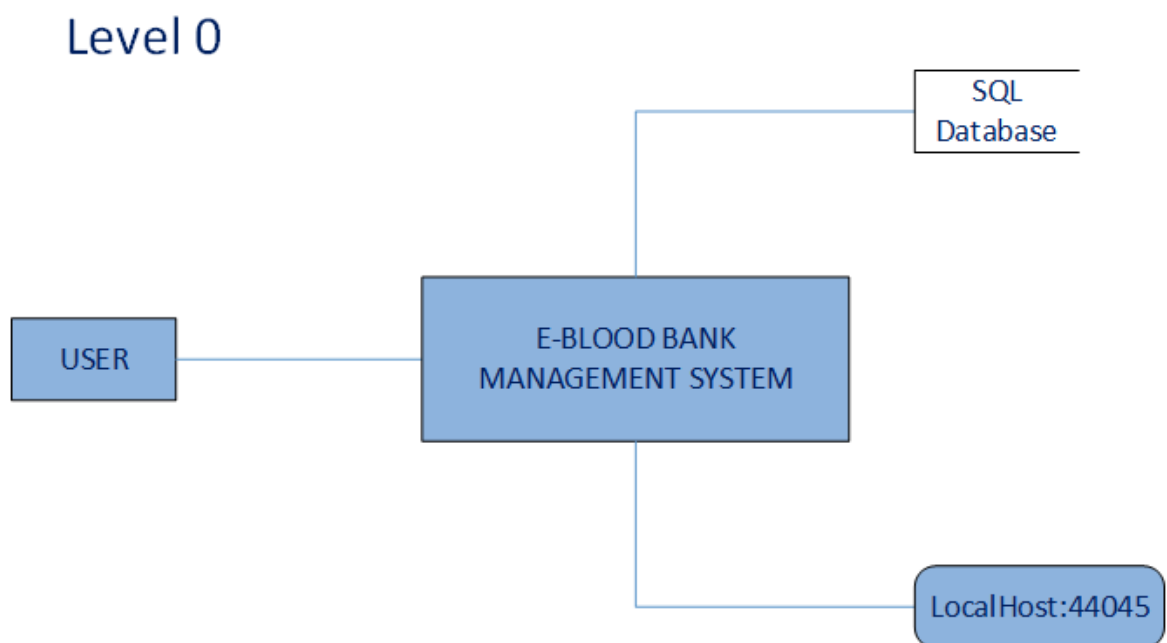 Level 0
SQL
Database
USER
E-BLOOD BANK
MANAGEMENT SYSTEM
LocalHost:44045